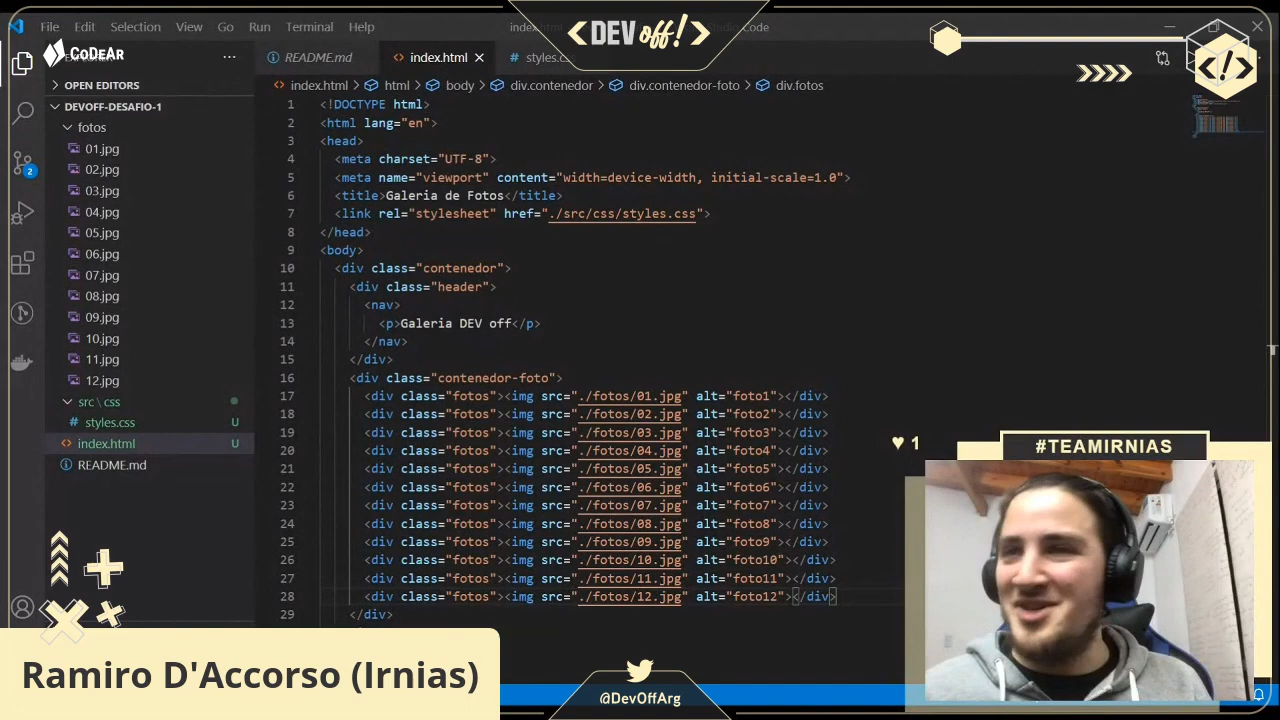 File Edit Selection View Go Run Terminal Help
DEV off!
CoDeAr
OPEN EDITORS
DEVOFF-DESAFIO-1
fotos
01.jpg
02.jpg
03.jpg
04.jpg
05.jpg
06.jpg
07.jpg
08.jpg
09.jpg
10.jpg
11.jpg
12.jpg
src\css
styles.css U
index.html U
README.md
2
README.md index.html
index.html > html > body > div.contenedor > div.contenedor-foto > div.fotos
1 <!DOCTYPE html>
2 <html lang="en">
3 <head>
4 <meta charset="UTF-8">
5 <meta name="viewport" content="width=device-width, initial-scale=1.0">
6 <title>Galeria de Fotos</title>
7 <link rel="stylesheet" href="./src/css/styles.css">
8 </head>
9 <body>
10 <div class="contenedor">
11 <div class="header">
12 <nav>
13 <p>Galeria DEV off</p>
14 </nav>
15 </div>
16 <div class="contenedor-foto">
17 <div class="fotos"><img src="./fotos/01.jpg" alt="foto1"></div>
18 <div class="fotos"><img src="./fotos/02.jpg" alt="foto2"></div>
19 <div class="fotos"><img src="./fotos/03.jpg" alt="foto3"></div>
20 <div class="fotos"><img src="./fotos/04.jpg" alt="foto4"></div>
21 <div class="fotos"><img src="./fotos/05.jpg" alt="foto5"></div>
22 <div class="fotos"><img src="./fotos/06.jpg" alt="foto6"></div>
23 <div class="fotos"><img src="./fotos/07.jpg" alt="foto7"></div>
24 <div class="fotos"><img src="./fotos/08.jpg" alt="foto8"></div>
25 <div class="fotos"><img src="./fotos/09.jpg" alt="foto9"></div>
26 <div class="fotos"><img src="./fotos/10.jpg" alt="foto10"></div>
27 <div class="fotos"><img src="./fotos/11.jpg" alt="foto11"></div>
28 <div class="fotos"><img src="./fotos/12.jpg" alt="foto12"></div>
29 </div>
♥ 1
#TEAMIRNIAS
Ramiro D'Accorso (Irnias)
@DevOffArg